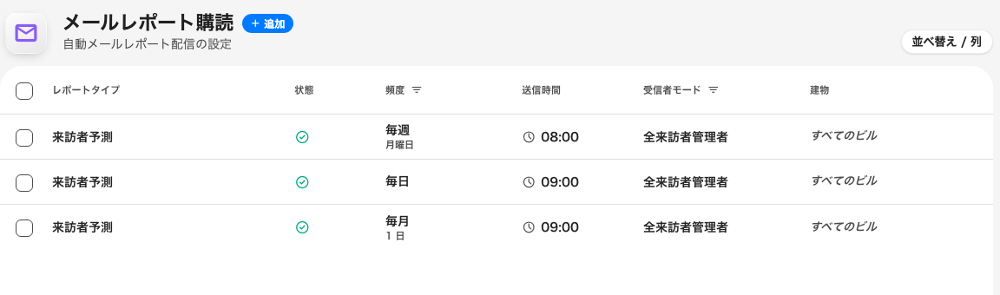 メールレポート購読
+ 追加
自動メールレポート配信の設定
並べ替え / 列
レポートタイプ 状態 頻度 送信時間 受信者モード 建物
来訪者予測 毎週 月曜日 08:00 全来訪者管理者 すべてのビル
来訪者予測 毎日 09:00 全来訪者管理者 すべてのビル
来訪者予測 毎月 1 日 09:00 全来訪者管理者 すべてのビル